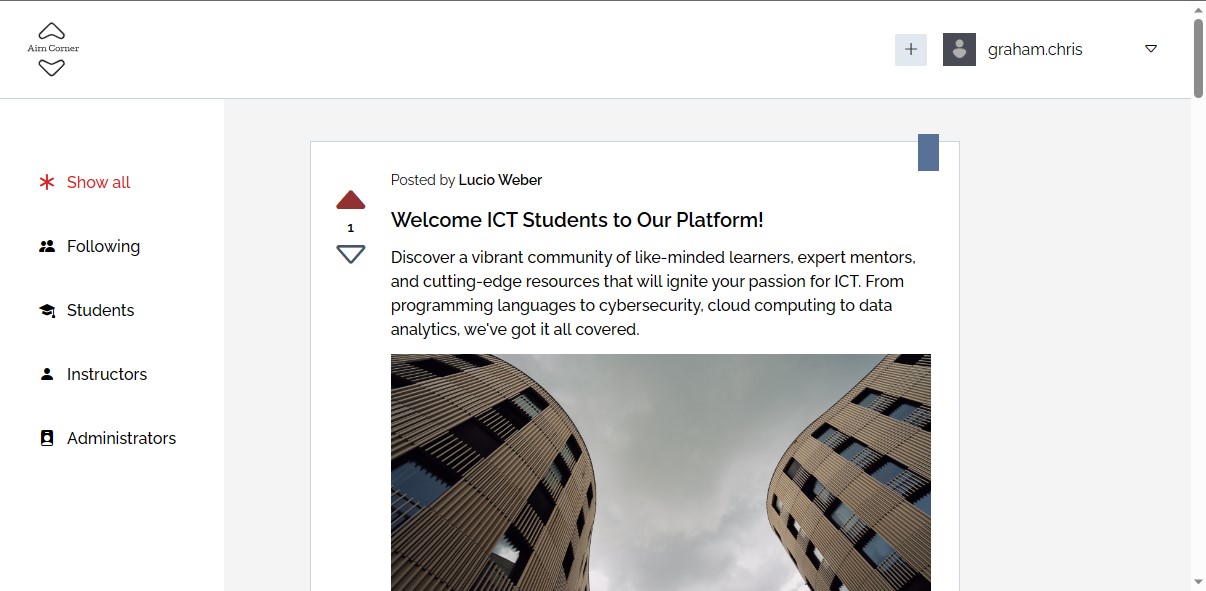 Aim Corner
graham.chris
Show all
Following
Students
Instructors
Administrators
Posted by Lucio Weber
1
Welcome ICT Students to Our Platform!
Discover a vibrant community of like-minded learners, expert mentors,
and cutting-edge resources that will ignite your passion for ICT. From
programming languages to cybersecurity, cloud computing to data
analytics, we've got it all covered.